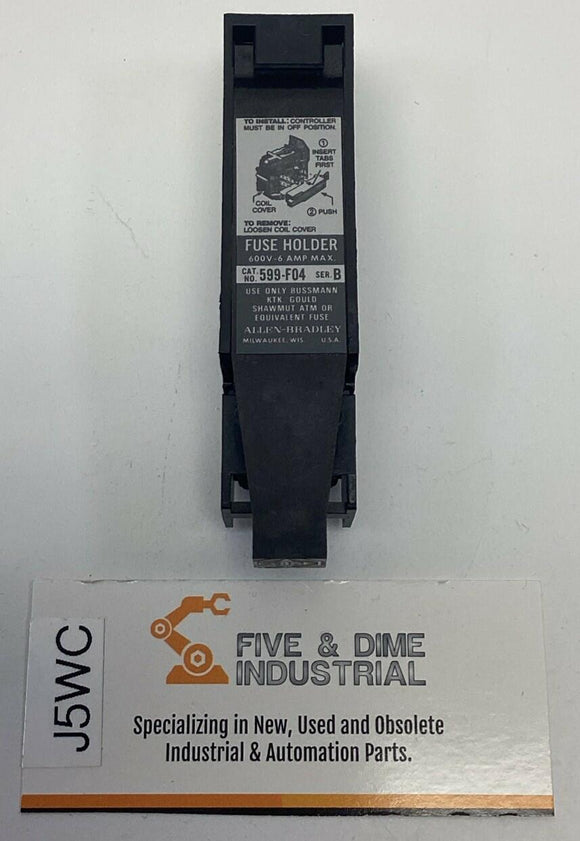 TO INSTALL: CONTROLLER
MUST BE IN OFF POSITION.
① INSERT
TABS
FIRST
COIL
COVER
② PUSH
TO REMOVE:
LOOSEN COIL COVER
FUSE HOLDER
600V-6 AMP MAX.
CAT. NO. 599-F04 SER. B
USE ONLY BUSSMANN
KTK, GOULD
SHAWMUT ATM OR
EQUIVALENT FUSE
ALLEN-BRADLEY
MILWAUKEE, WIS. U.S.A.
J5WC
FIVE & DIME
INDUSTRIAL
Specializing in New, Used and Obsolete
Industrial & Automation Parts.